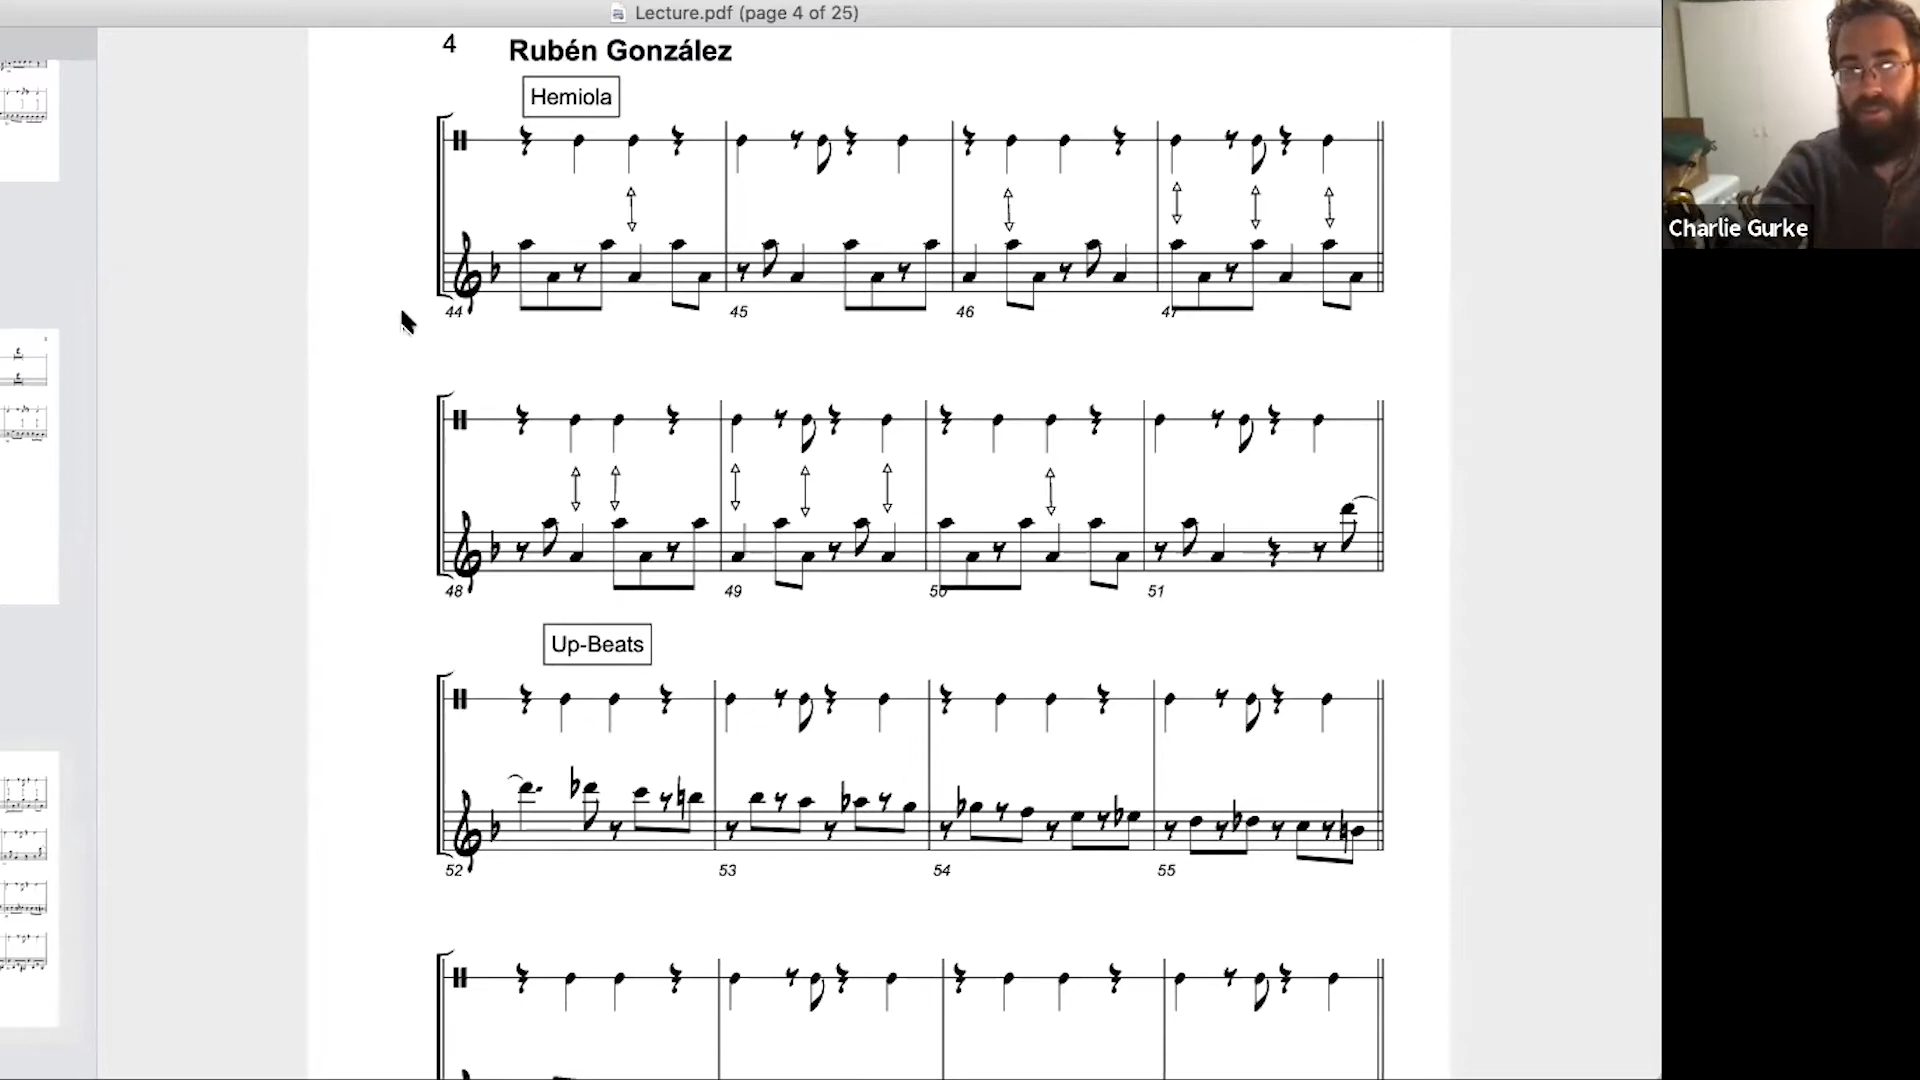 Lecture.pdf (page 4 of 25)
4 Rubén González
Hemiola
Charlie Gurke
44 45 46 47
48 49 50 51
Up-Beats
52 53 54 55